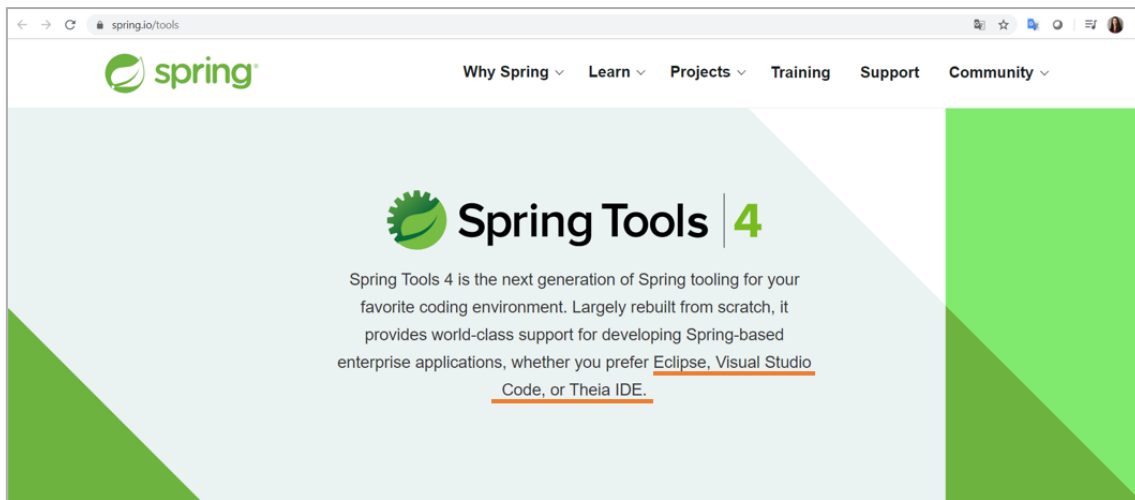 spring.io/tools
spring
Why Spring Learn Projects Training Support Community
Spring Tools 4
Spring Tools 4 is the next generation of Spring tooling for your
favorite coding environment. Largely rebuilt from scratch, it
provides world-class support for developing Spring-based
enterprise applications, whether you prefer Eclipse, Visual Studio
Code, or Theia IDE.